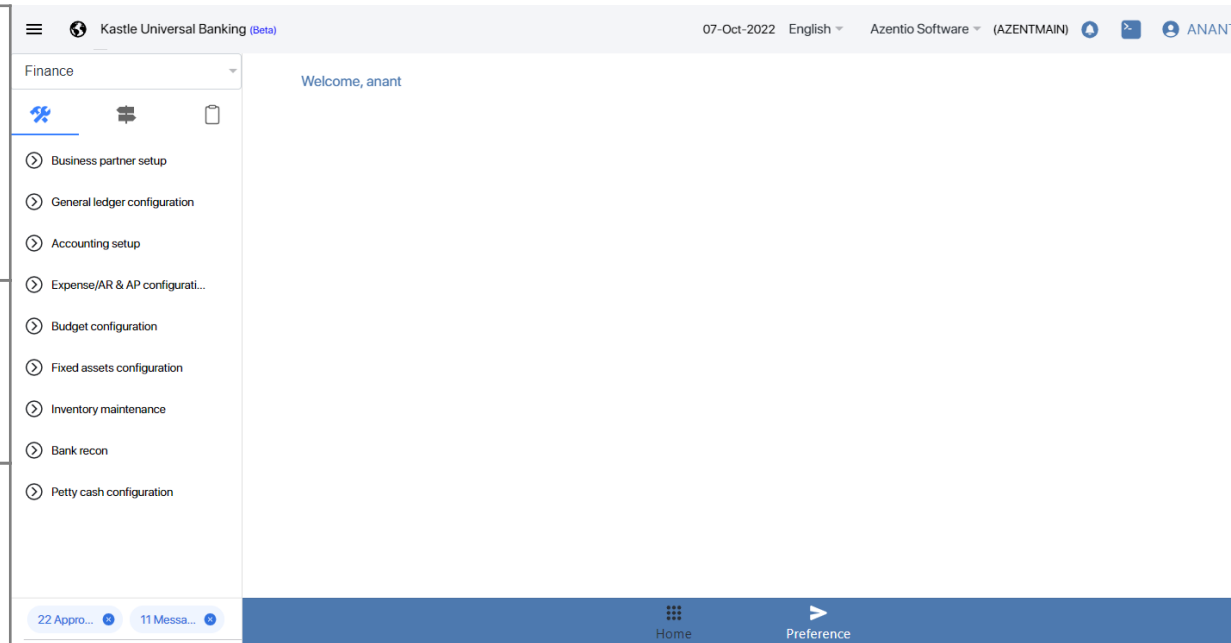 Kastle Universal Banking (Beta) 07-Oct-2022 English Azentio Software (AZENTMAIN) ANANT
Finance
Welcome, anant
Business partner setup
General ledger configuration
Accounting setup
Expense/AR & AP configurati...
Budget configuration
Fixed assets configuration
Inventory maintenance
Bank recon
Petty cash configuration
22 Appro... 11 Messa...
Home Preference